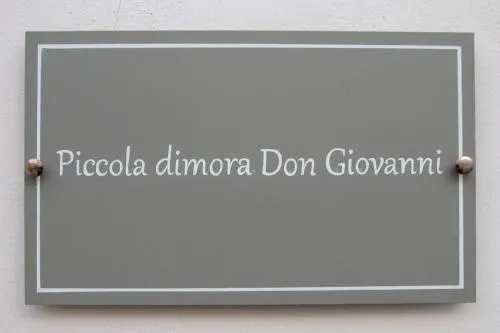 Piccola dimora Don Giovanni